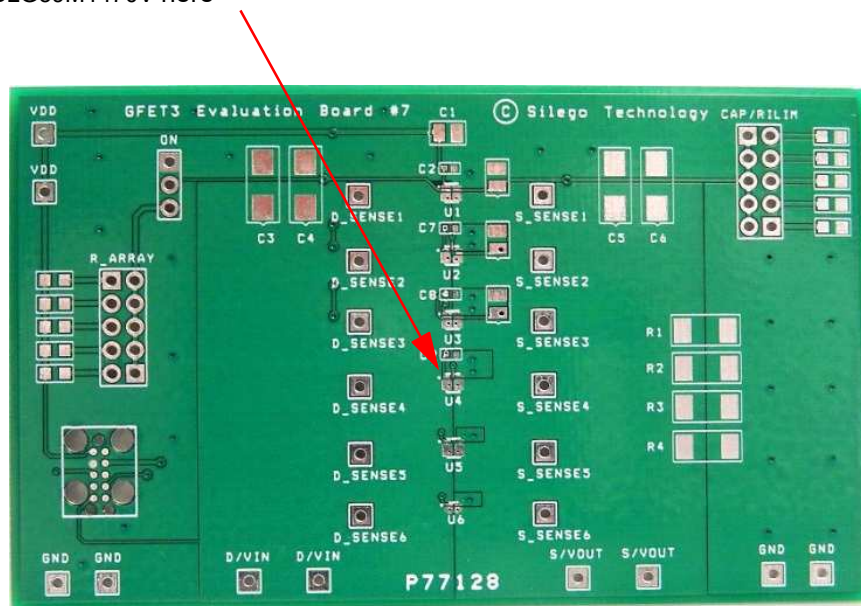 VDD
GFET3 Evaluation Board #7
C1
© Silego Technology
CAP/RILIM
ON
VDD
C2
D_SENSE1
U1
S_SENSE1
C3
C4
C7
C5
C6
R_ARRAY
U2
D_SENSE2
S_SENSE2
C8
U3
D_SENSE3
S_SENSE3
R1
R2
U4
D_SENSE4
S_SENSE4
R3
R4
U5
D_SENSE5
S_SENSE5
U6
D_SENSE6
S_SENSE6
GND
GND
D/VIN
D/VIN
P77128
S/VOUT
S/VOUT
GND
GND